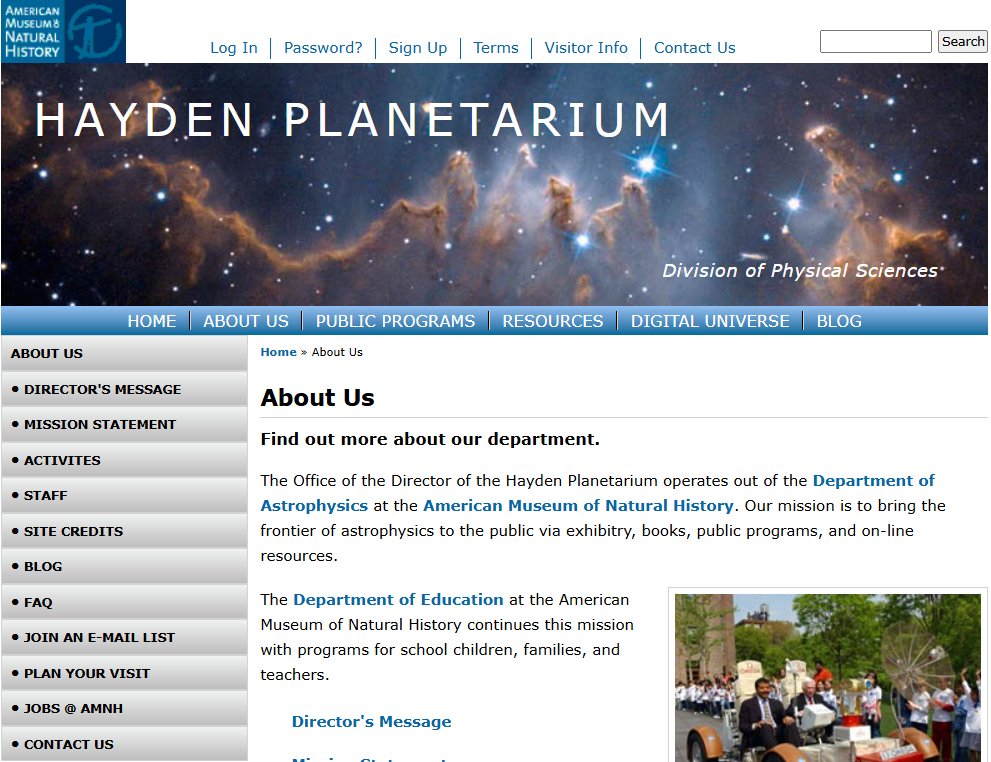 AMERICAN
MUSEUM & 
NATURAL
HISTORY
Log In
Password?
Sign Up
Terms
Visitor Info
Contact Us
Search
HAYDEN PLANETARIUM
Division of Physical Sciences
HOME
ABOUT US
PUBLIC PROGRAMS
RESOURCES
DIGITAL UNIVERSE
BLOG
ABOUT US
• DIRECTOR'S MESSAGE
• MISSION STATEMENT
• ACTIVITES
• STAFF
• SITE CREDITS
• BLOG
• FAQ
• JOIN AN E-MAIL LIST
• PLAN YOUR VISIT
• JOBS @ AMNH
• CONTACT US
Home » About Us
About Us
Find out more about our department.
The Office of the Director of the Hayden Planetarium operates out of the Department of
Astrophysics at the American Museum of Natural History. Our mission is to bring the
frontier of astrophysics to the public via exhibitry, books, public programs, and on-line
resources.
The Department of Education at the American
Museum of Natural History continues this mission
with programs for school children, families, and
teachers.
Director's Message
Mission Statement